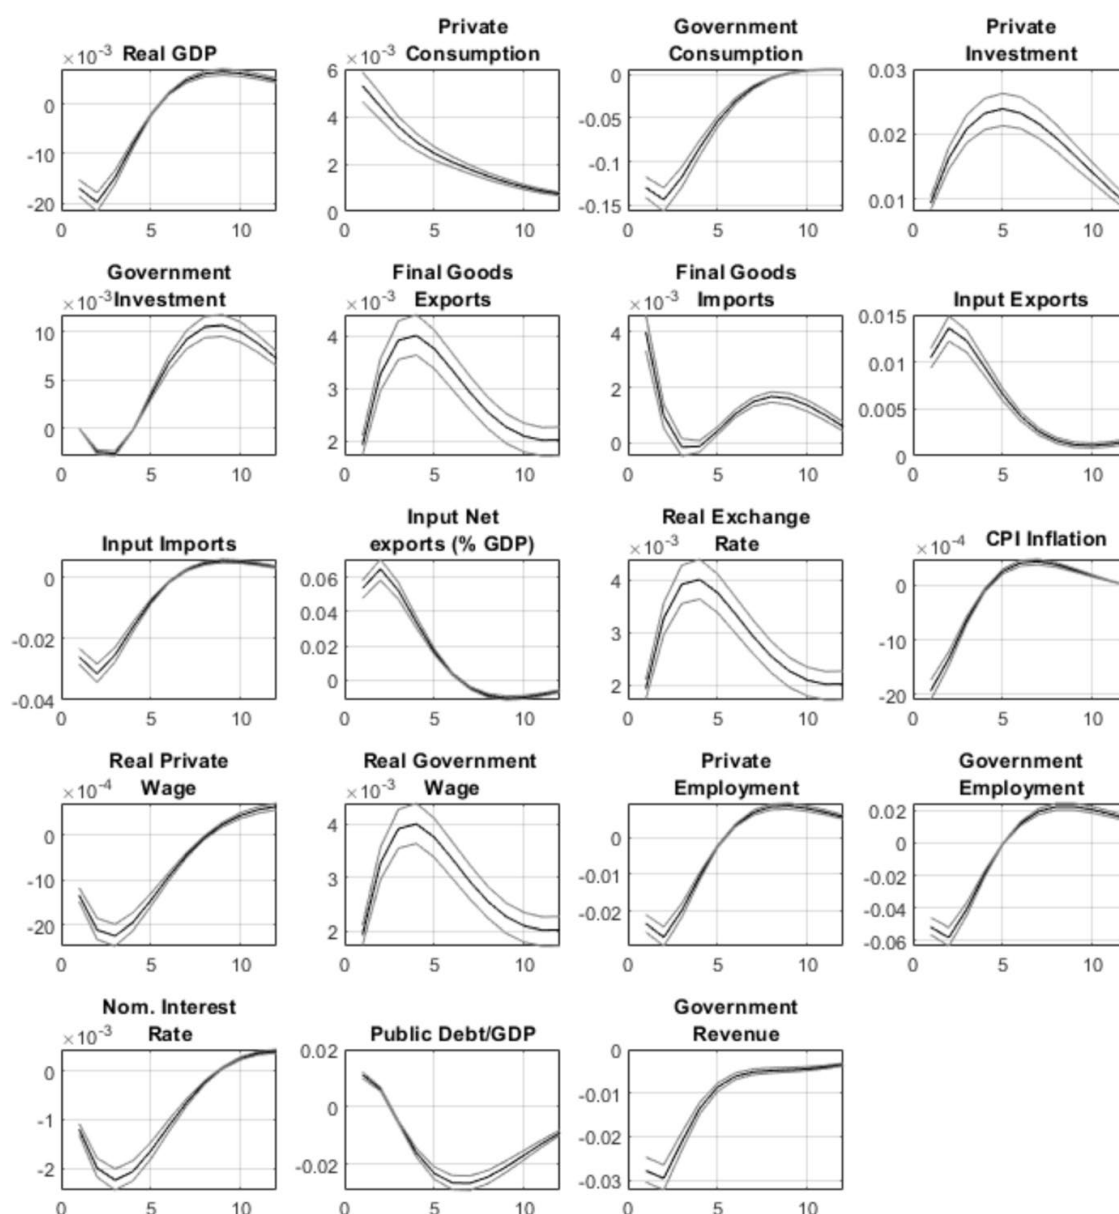 Private Government Private
×10⁻³ Real GDP ×10⁻³ Consumption Consumption Investment
0 -10 -20
6 4 2 0
0 -0.05 -0.1 -0.15
0.03 0.02 0.01
0 5 10 0 5 10 0 5 10 0 5 10
Government Final Goods Final Goods
×10⁻³ Investment ×10⁻³ Exports ×10⁻³ Imports Input Exports
10 5 0
4 3 2
4 2 0
0.015 0.01 0.005 0
0 5 10 0 5 10 0 5 10 0 5 10
Input Net Real Exchange
Input Imports exports (% GDP) ×10⁻³ Rate ×10⁻⁴ CPI Inflation
0 -0.02 -0.04
0.06 0.04 0.02 0
4 3 2
0 -10 -20
0 5 10 0 5 10 0 5 10 0 5 10
Real Private Real Government Private Government
×10⁻⁴ Wage ×10⁻³ Wage Employment Employment
0 -10 -20
4 3 2
0 -0.01 -0.02
0.02 0 -0.02 -0.04 -0.06
0 5 10 0 5 10 0 5 10 0 5 10
Nom. Interest Government
×10⁻³ Rate Public Debt/GDP Revenue
0 -1 -2
0.02 0 -0.02
0 -0.01 -0.02 -0.03
0 5 10 0 5 10 0 5 10